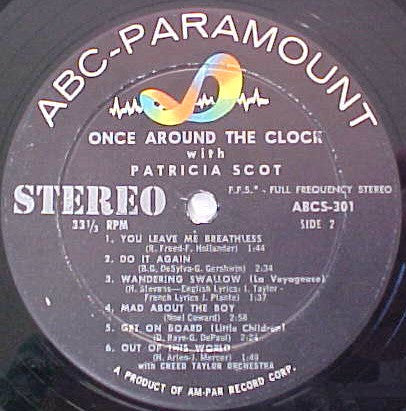 ABC-PARAMOUNT
ONCE AROUND THE CLOCK
with
PATRICIA SCOT
STEREO
F.F.S.* - FULL FREQUENCY STEREO
33 1/3 RPM
ABCS-301
SIDE 2
1. YOU LEAVE ME BREATHLESS
(R. Freed-F. Hollander) 1:44
2. DO IT AGAIN
(B.G. DeSylva-G. Gershwin) 2:34
3. WANDERING SWALLOW (La Voyageuse)
(H. Stevens—English Lyrics: I. Taylor -
French Lyrics J. Plante) 1:37
4. MAD ABOUT THE BOY
(Noel Coward) 2:58
5. GET ON BOARD (Little Children)
(D. Raye-G. DePaul) 2:24
6. OUT OF THIS WORLD
(H. Arlen-J. Mercer) 1:49
with CREED TAYLOR ORCHESTRA
A PRODUCT OF AM-PAR RECORD CORP.